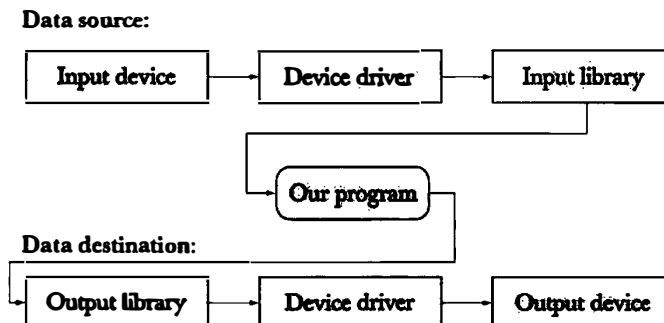 Data source:
Input device
Device driver
Input library
Our program
Data destination:
Output library
Device driver
Output device